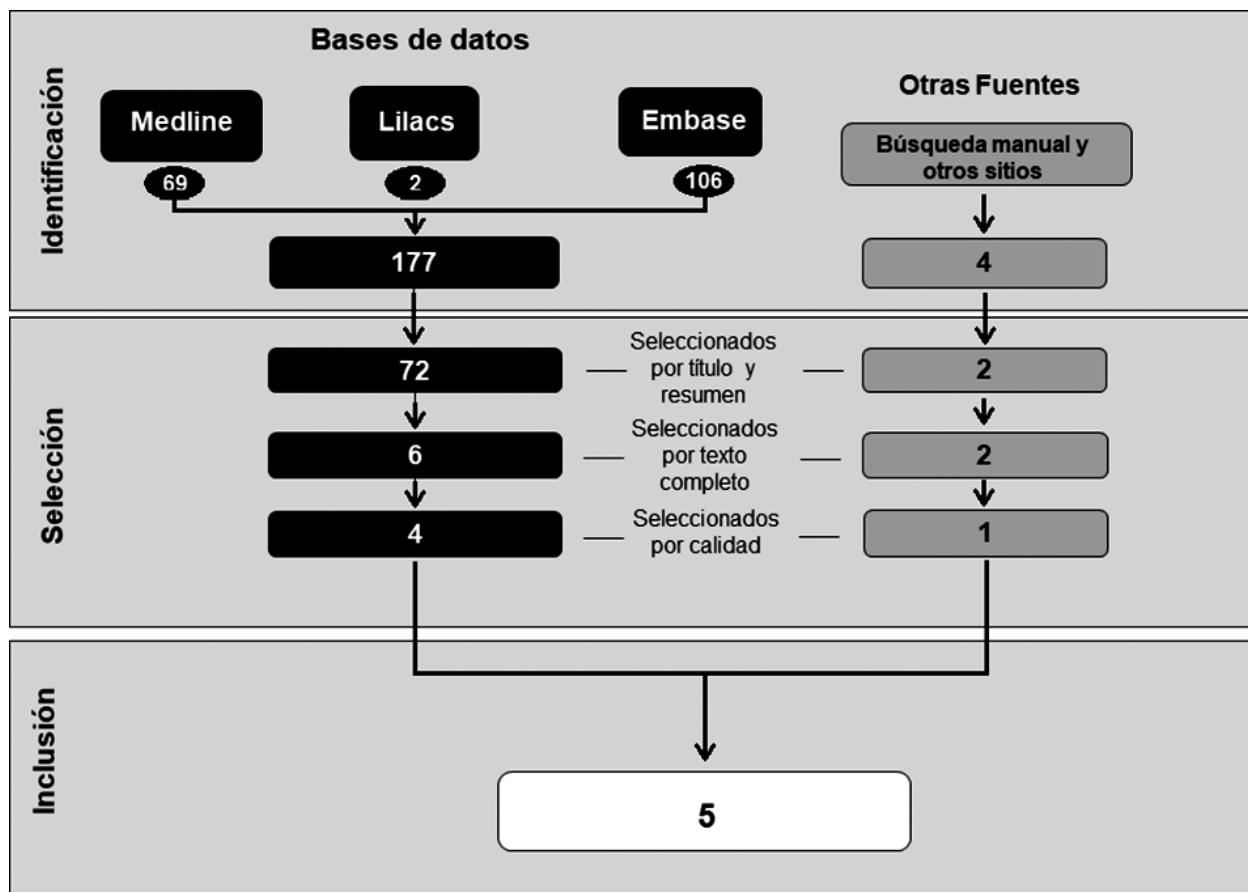 Identificación
Bases de datos
Medline
Lilacs
Embase
69
2
106
177
Otras Fuentes
Búsqueda manual y
otros sitios
4
Selección
72
Seleccionados
por título y
resumen
2
6
Seleccionados
por texto
completo
2
4
Seleccionados
por calidad
1
Inclusión
5